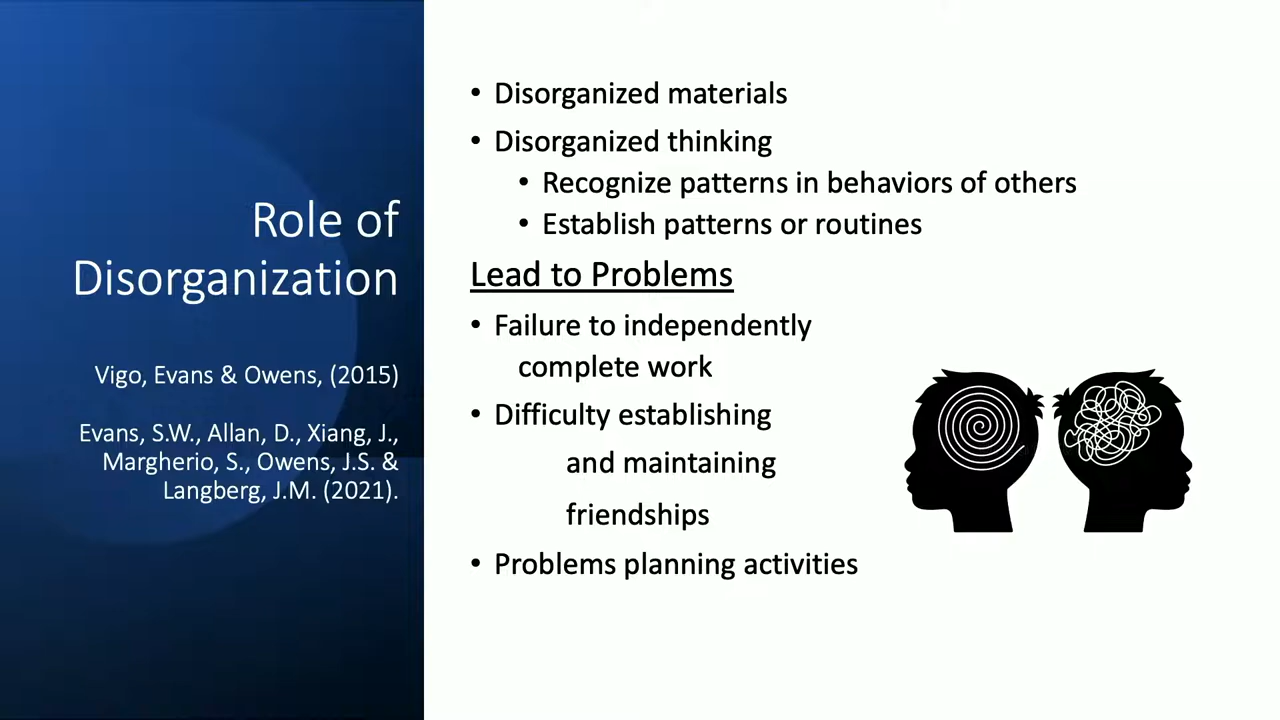 Role of
Disorganization
Vigo, Evans & Owens, (2015)
Evans, S.W., Allan, D., Xiang, J.,
Margherio, S., Owens, J.S. &
Langberg, J.M. (2021).
• Disorganized materials
• Disorganized thinking
• Recognize patterns in behaviors of others
• Establish patterns or routines
Lead to Problems
• Failure to independently
complete work
• Difficulty establishing
and maintaining
friendships
• Problems planning activities